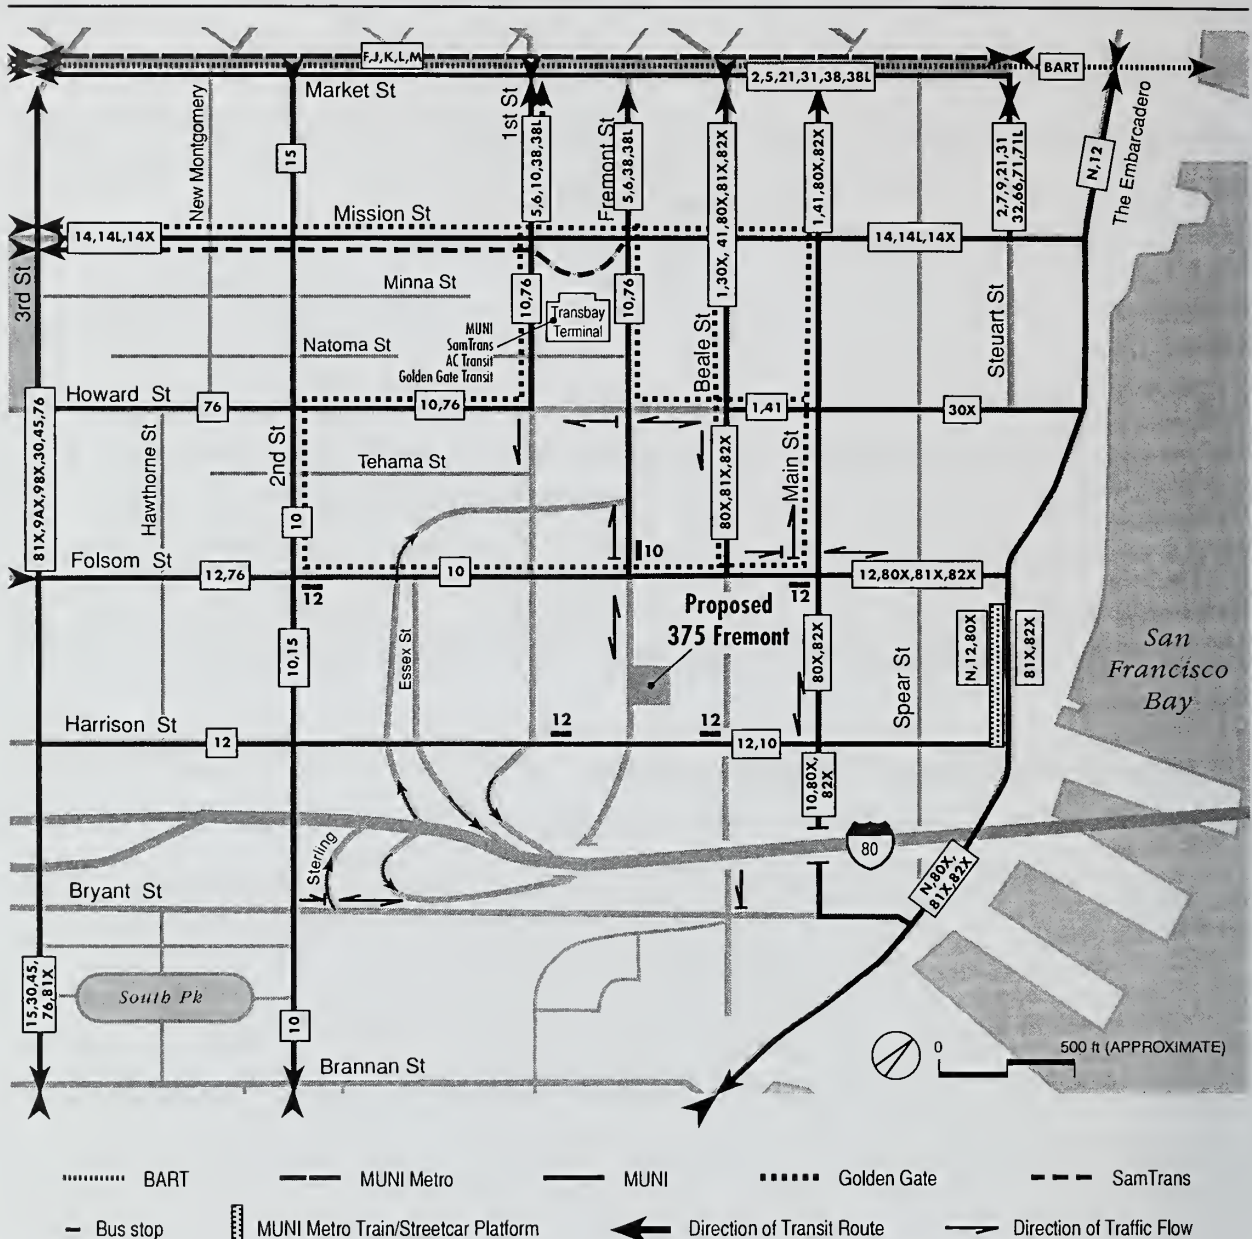 F,J,K,L,M
BART
Market St
2,5,21,31,38,38L
New Montgomery
15
1st St
5,6,10,38,38L
Fremont St
5,6,38,38L
1,30X, 41,80X,81X,82X
1,41,80X,82X
2,7,9,21,31
32,66,71,71L
N,12
The Embarcadero
Mission St
14,14L,14X
14,14L,14X
3rd St
Minna St
10,76
10,76
Transbay
Terminal
MUNI
SamTrans
AC Transit
Golden Gate Transit
Natoma St
Beale St
Steuart St
Howard St
76
10,76
1,41
30X
81X,9AX,98X,30,45,76
Hawthorne St
2nd St
Tehama St
80X,81X,82X
Main St
10
10
Folsom St
12,76
10
12,80X,81X,82X
12
12
Proposed
375 Fremont
10,15
Essex St
80X,82X
Spear St
N,12,80X
81X,82X
San
Francisco
Bay
Harrison St
12
12
12
12,10
10,80X,
82X
Sterling
80
N,80X,
81X,82X
Bryant St
15,30,45,
76,81X
South Pk
10
Brannan St
0
500 ft (APPROXIMATE)
BART
MUNI Metro
MUNI
Golden Gate
SamTrans
Bus stop
MUNI Metro Train/Streetcar Platform
Direction of Transit Route
Direction of Traffic Flow